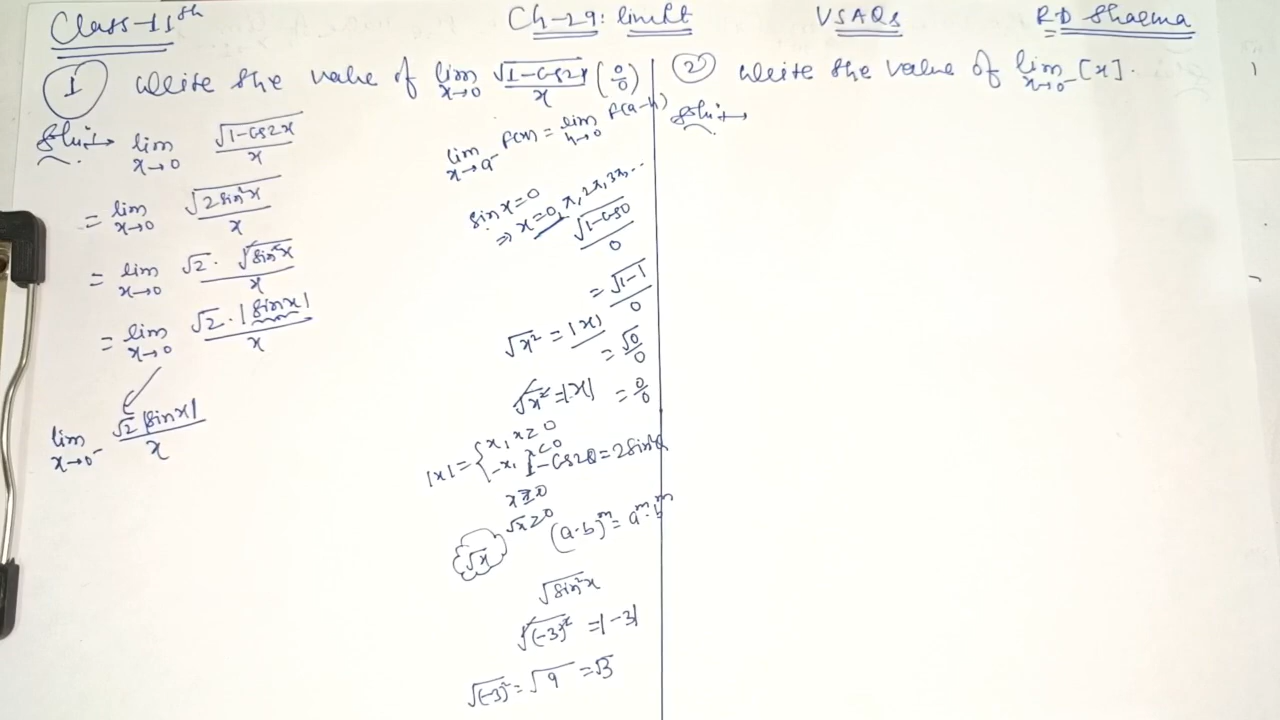 Class-11th Ch-29: limit VSAQs RD Sharma
1 Write the value of lim x→0 √(1-cos2x)/x (0/0)
Soln:→ lim x→0 √(1-cos2x)/x
= lim x→0 √(2sin²x)/x
= lim x→0 √2·√(sin²x)/x
= lim x→0 √2·|sinx|/x
lim x→0⁻ √2|sinx|/x
lim x→a⁻ f(x) = lim h→0 f(a-h)
sinx=0
⇒ x=0, π, 2π, 3π, ...
√(1-cos0)/0
= √(1-1)/0
√x² = |x|
= √0/0
√x² = |x| = 0/0
|x| = { x, x≥0
-x, x<0
1-cos2θ=2sin²θ
x≥0
√x≥0
√x
(a·b)ᵐ = aᵐ·bᵐ
√sin²x
√(-3)² = |-3|
√(-3)² = √9 = √3
2 Write the value of lim x→0⁻ [x].
Soln:→